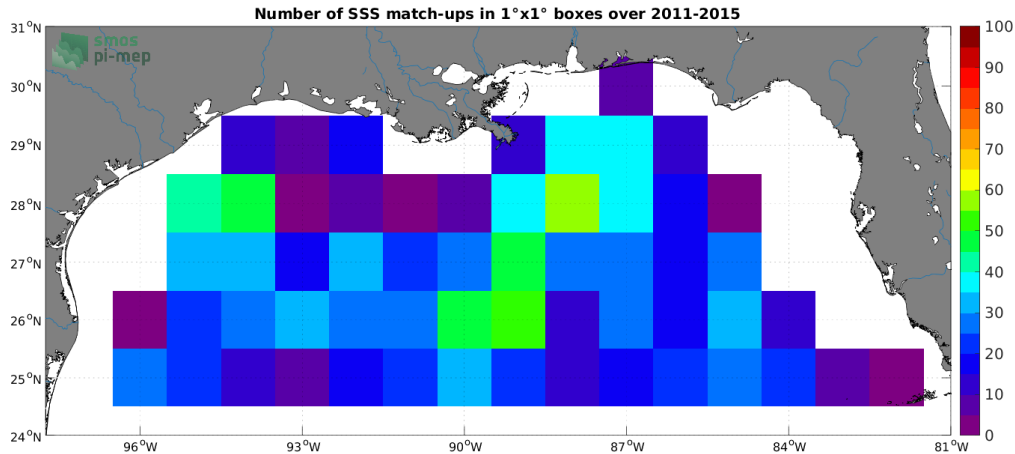 Number of SSS match-ups in 1°x1° boxes over 2011-2015
smos
pi-mep
31°N
30°N
29°N
28°N
27°N
26°N
25°N
24°N
96°W
93°W
90°W
87°W
84°W
81°W
100
90
80
70
60
50
40
30
20
10
0